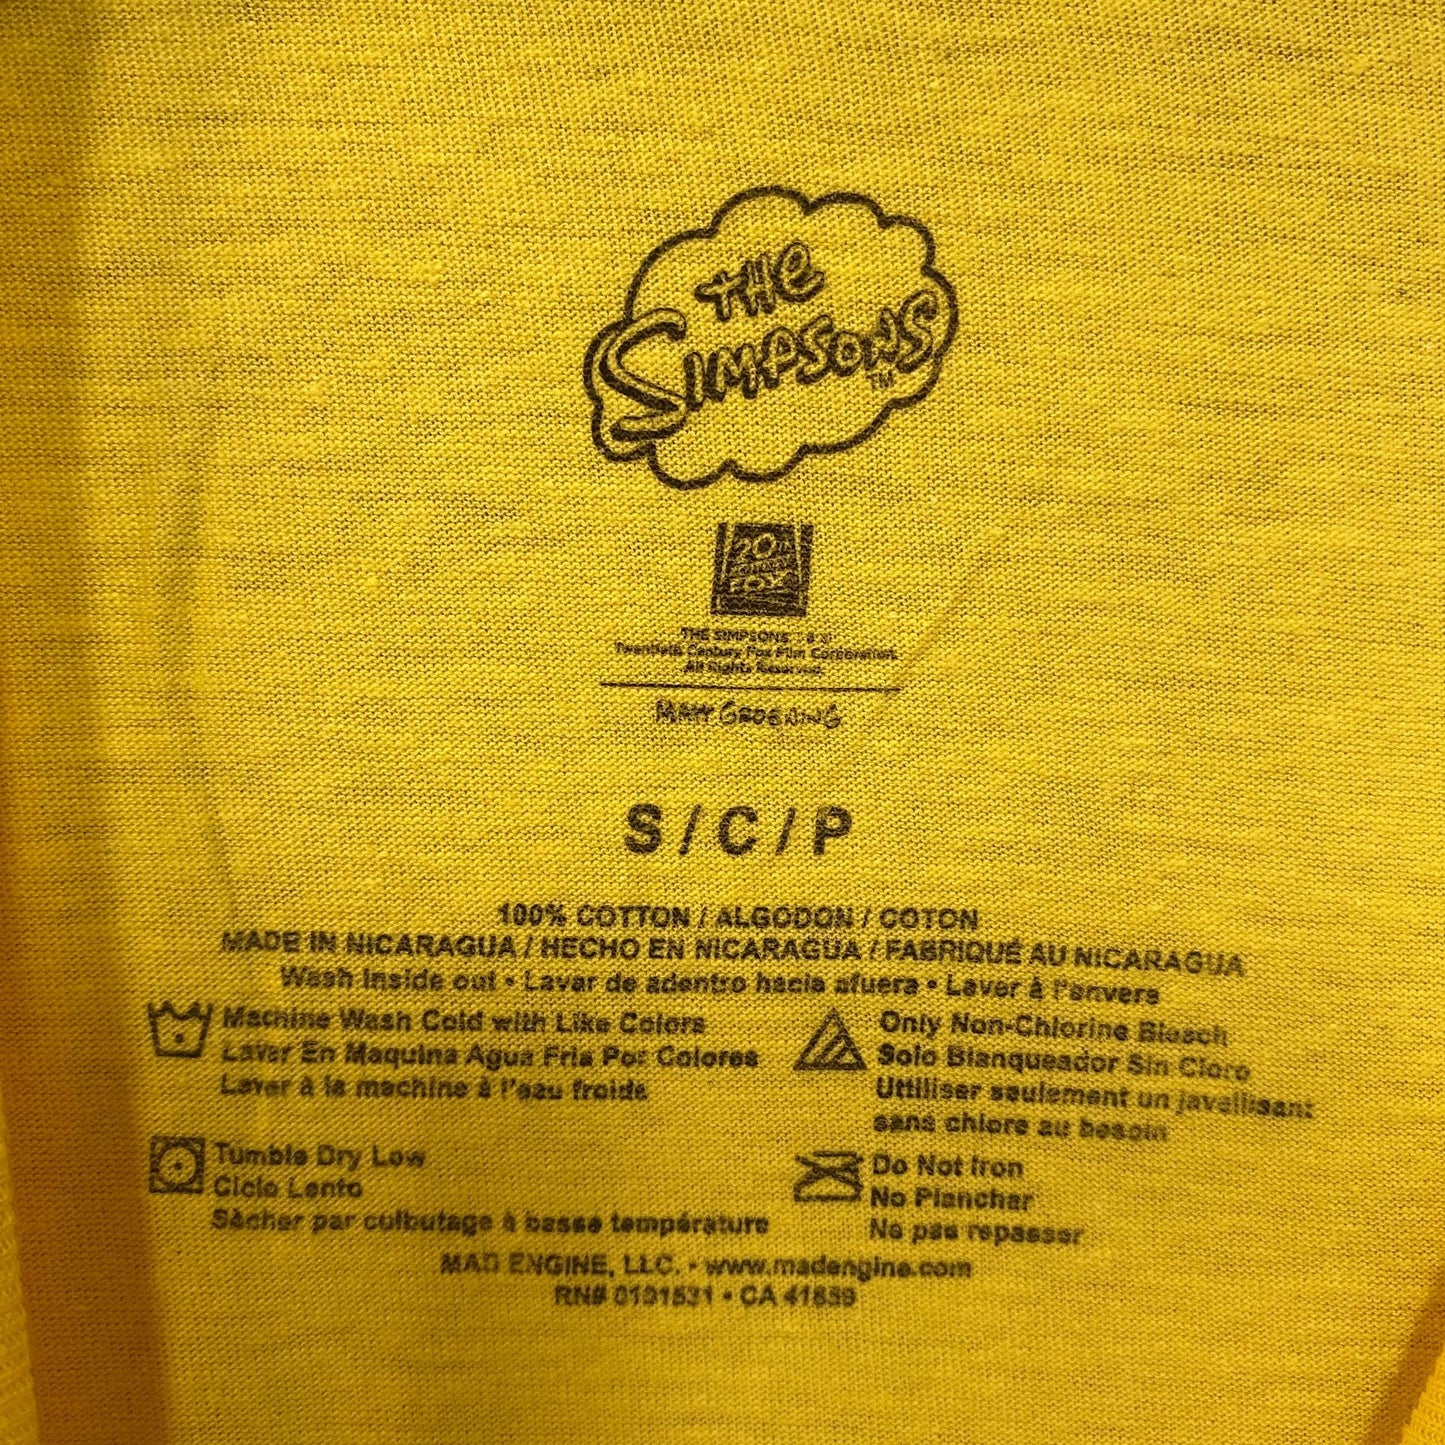 THE
SIMPSONS
TM
20TH
CENTURY
FOX
THE SIMPSONS
Twentieth Century Fox Film Corporation.
All Rights Reserved.
MATT GROENING
S / C / P
100% COTTON / ALGODON / COTON
MADE IN NICARAGUA / HECHO EN NICARAGUA / FABRIQUÉ AU NICARAGUA
Wash Inside out • Lavar de adentro hacia afuera • Laver à l'envers
Machine Wash Cold with Like Colors
Lavar En Maquina Agua Fria Por Colores
Laver à la machine à l'eau froide
Only Non-Chlorine Bleach
Solo Blanqueador Sin Cloro
Uttiliser seulement un javellisant
sans chlore au besoin
Tumble Dry Low
Ciclo Lento
Sècher par culbutage à basse température
Do Not Iron
No Planchar
Ne pas repasser
MAD ENGINE, LLC. • www.madengine.com
RN# 0101531 • CA 41839